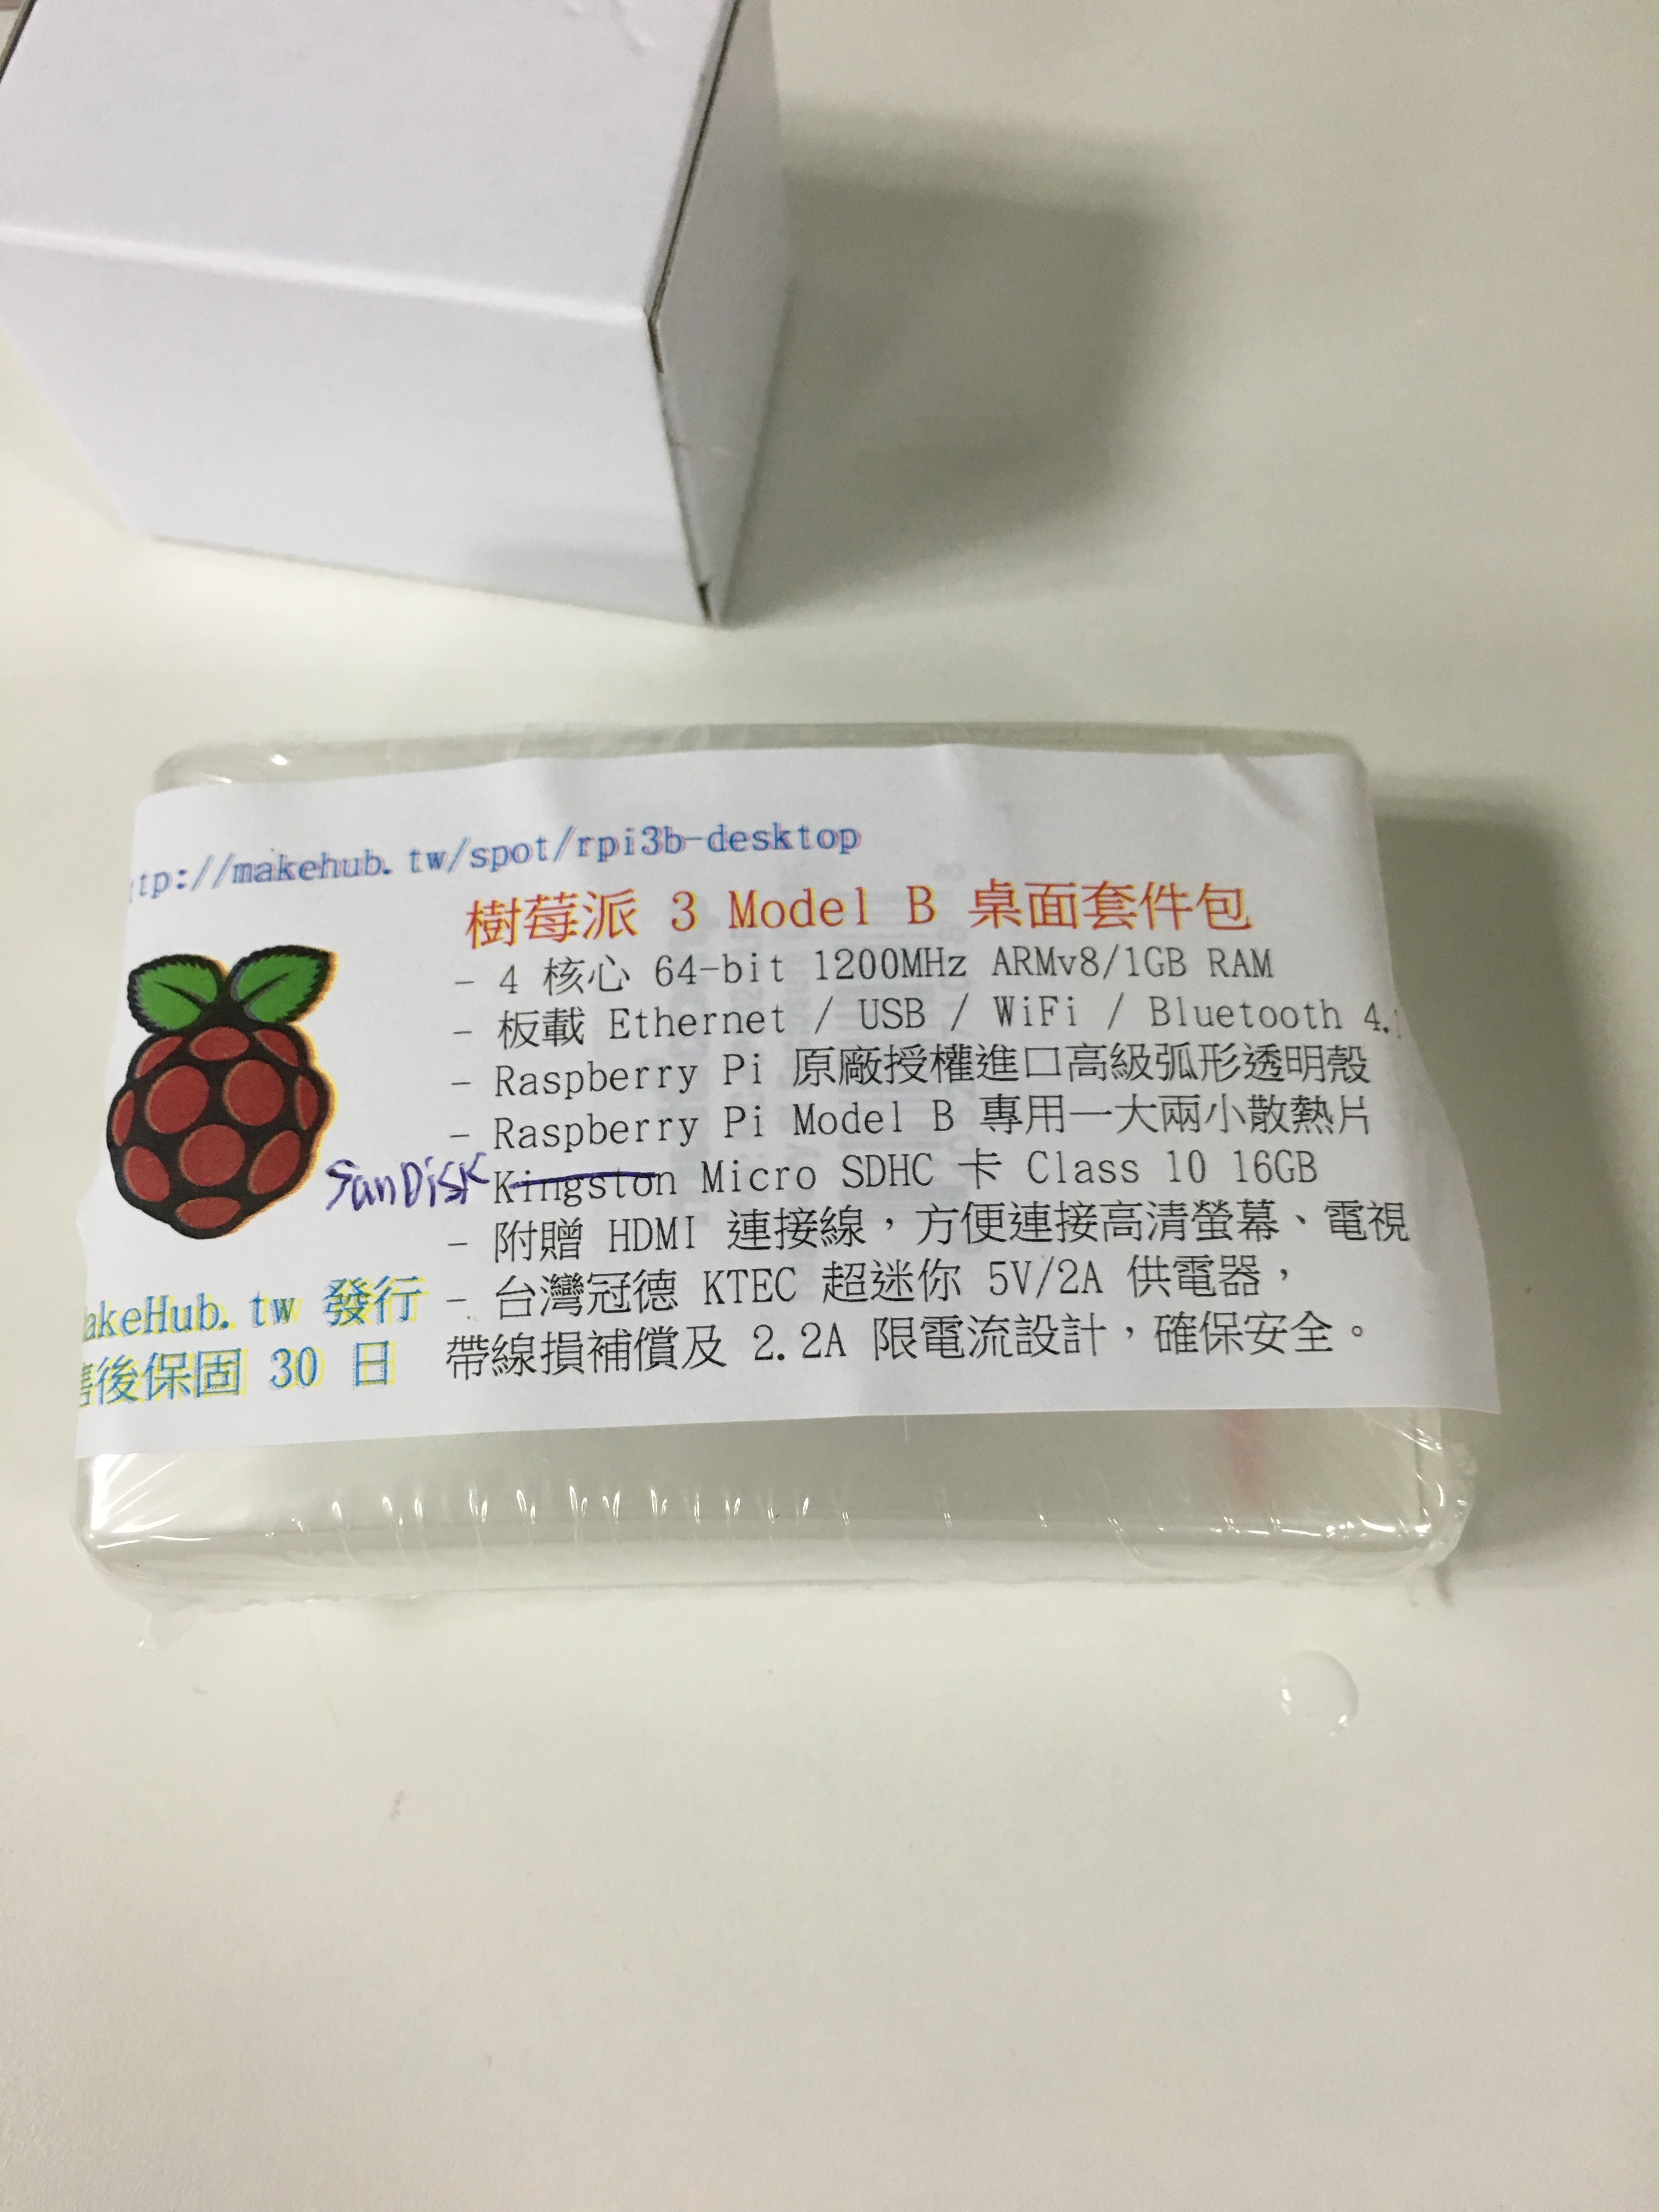 tp://makehub.tw/spot/rpi3b-desktop
樹莓派 3 Model B 桌面套件包
- 4 核心 64-bit 1200MHz ARMv8/1GB RAM
- 板載 Ethernet / USB / WiFi / Bluetooth 4.
- Raspberry Pi 原廠授權進口高級弧形透明殼
- Raspberry Pi Model B 專用一大兩小散熱片
SanDisk Kingston Micro SDHC 卡 Class 10 16GB
- 附贈 HDMI 連接線，方便連接高清螢幕、電視
- 台灣冠德 KTEC 超迷你 5V/2A 供電器，
帶線損補償及 2.2A 限電流設計，確保安全。
akeHub.tw 發行
售後保固 30 日